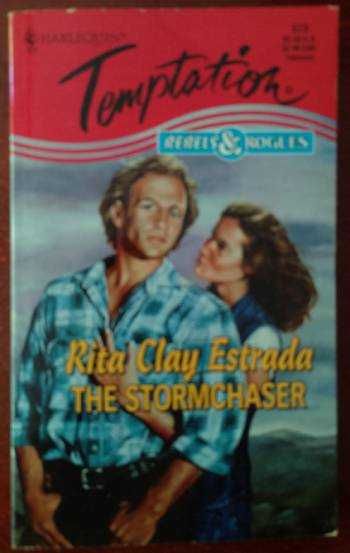 HARLEQUIN
Temptation
REBELS & ROGUES
Rita Clay Estrada
THE STORMCHASER